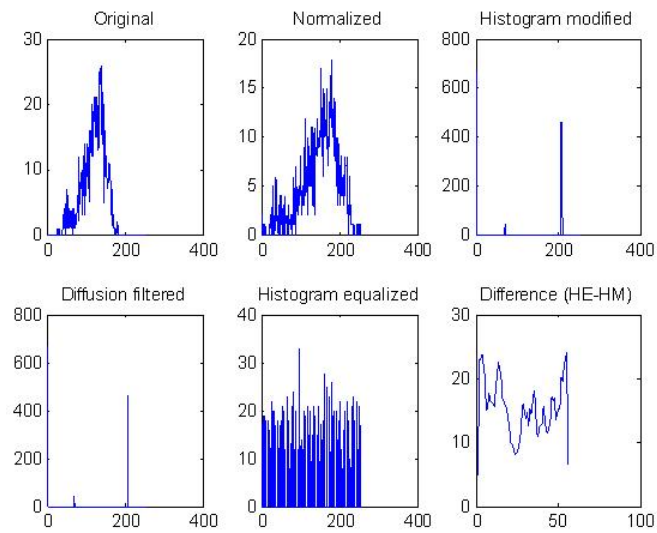 Original
30
20
10
0
0 200 400
Normalized
20
15
10
5
0
0 200 400
Histogram modified
800
600
400
200
0
0 200 400
Diffusion filtered
800
600
400
200
0
0 200 400
Histogram equalized
40
30
20
10
0
0 200 400
Difference (HE-HM)
30
20
10
0
0 50 100